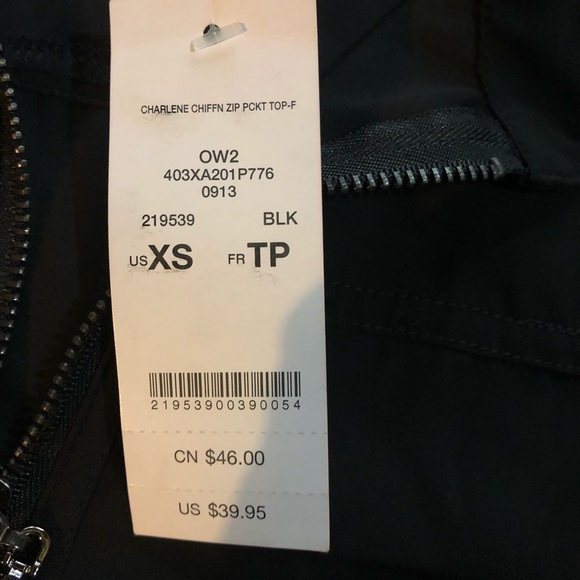 CHARLENE CHIFFN ZIP PCKT TOP-F
OW2
403XA201P776
0913
219539 BLK
US XS FR TP
21953900390054
CN $46.00
US $39.95